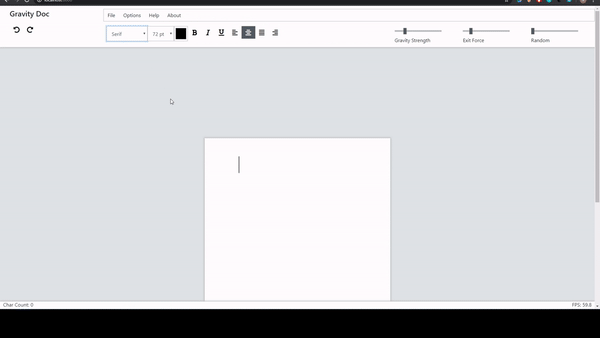 Gravity Doc
File Options Help About
Serif 72 pt B I U
Gravity Strength Exit Force Random
Char Count: 0 FPS: 59.8